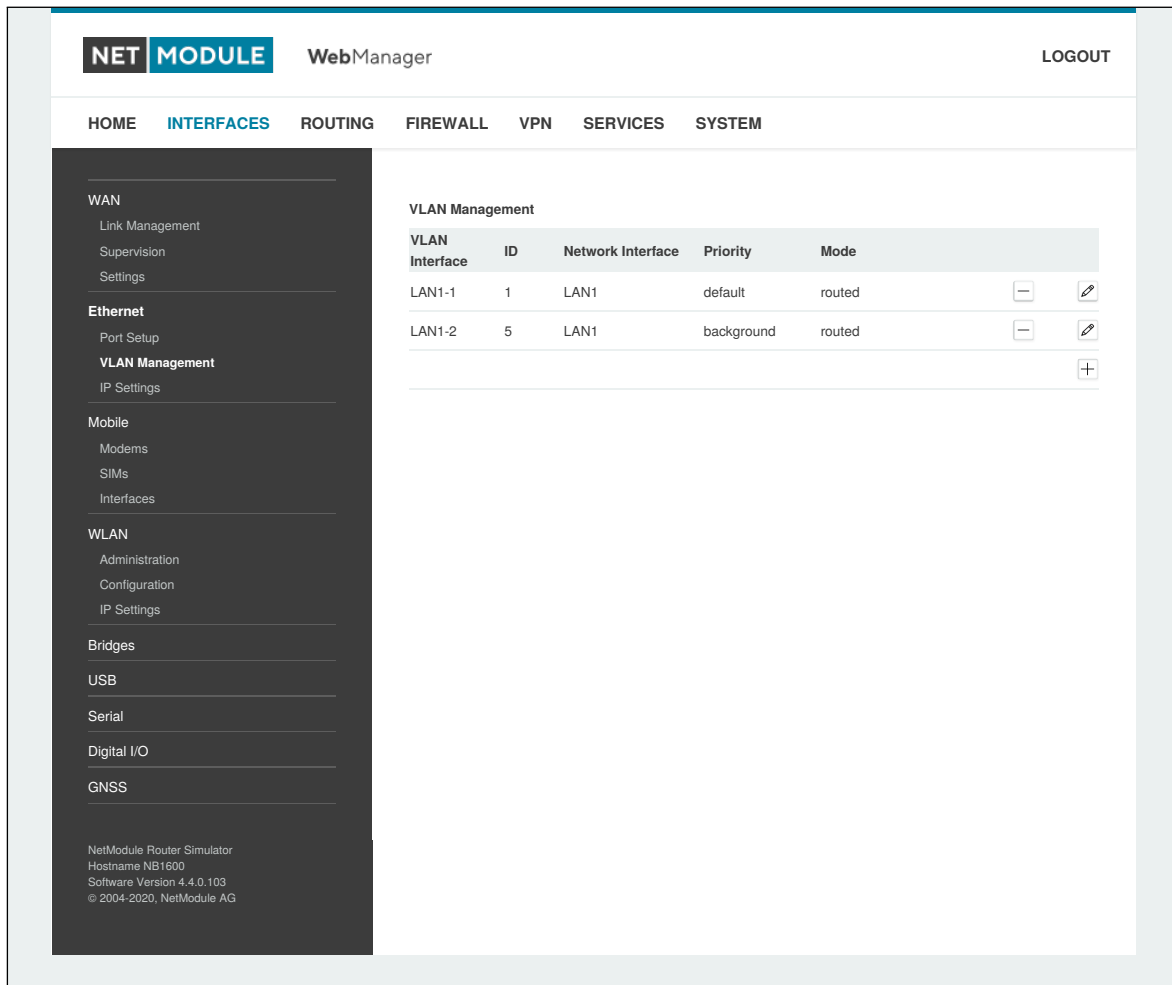 NET MODULE WebManager LOGOUT
HOME INTERFACES ROUTING FIREWALL VPN SERVICES SYSTEM
WAN
Link Management
Supervision
Settings
Ethernet
Port Setup
VLAN Management
IP Settings
Mobile
Modems
SIMs
Interfaces
WLAN
Administration
Configuration
IP Settings
Bridges
USB
Serial
Digital I/O
GNSS
NetModule Router Simulator
Hostname NB1600
Software Version 4.4.0.103
© 2004-2020, NetModule AG
VLAN Management
VLAN Interface ID Network Interface Priority Mode
LAN1-1 1 LAN1 default routed
LAN1-2 5 LAN1 background routed